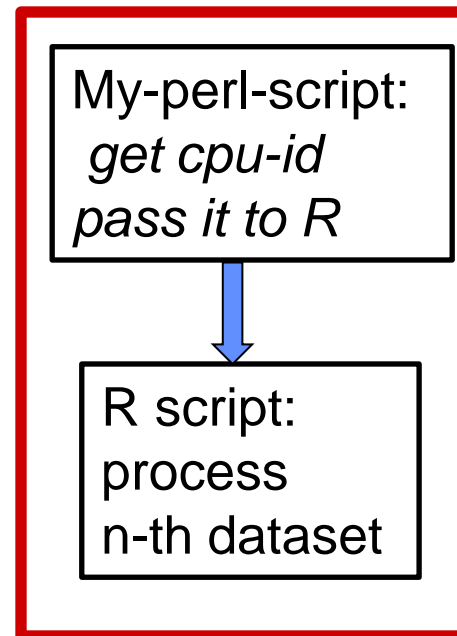 My-perl-script:
get cpu-id
pass it to R
R script:
process
n-th dataset